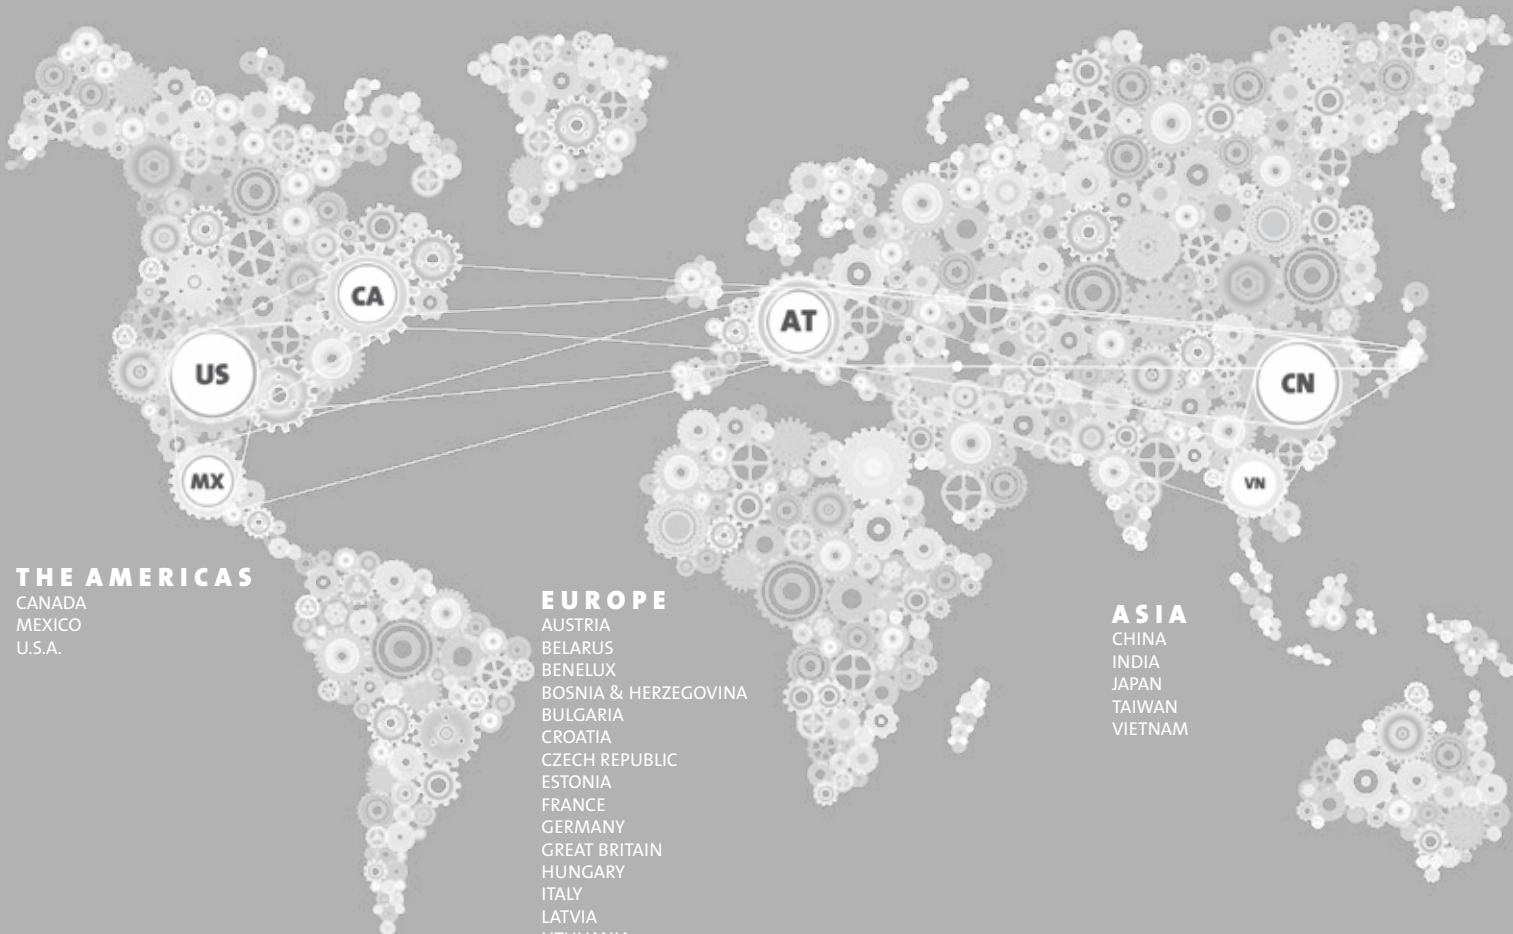 CA
AT
US
CN
MX
VN
THE AMERICAS
CANADA
MEXICO
U.S.A.
EUROPE
AUSTRIA
BELARUS
BENELUX
BOSNIA & HERZEGOVINA
BULGARIA
CROATIA
CZECH REPUBLIC
ESTONIA
FRANCE
GERMANY
GREAT BRITAIN
HUNGARY
ITALY
LATVIA
ASIA
CHINA
INDIA
JAPAN
TAIWAN
VIETNAM